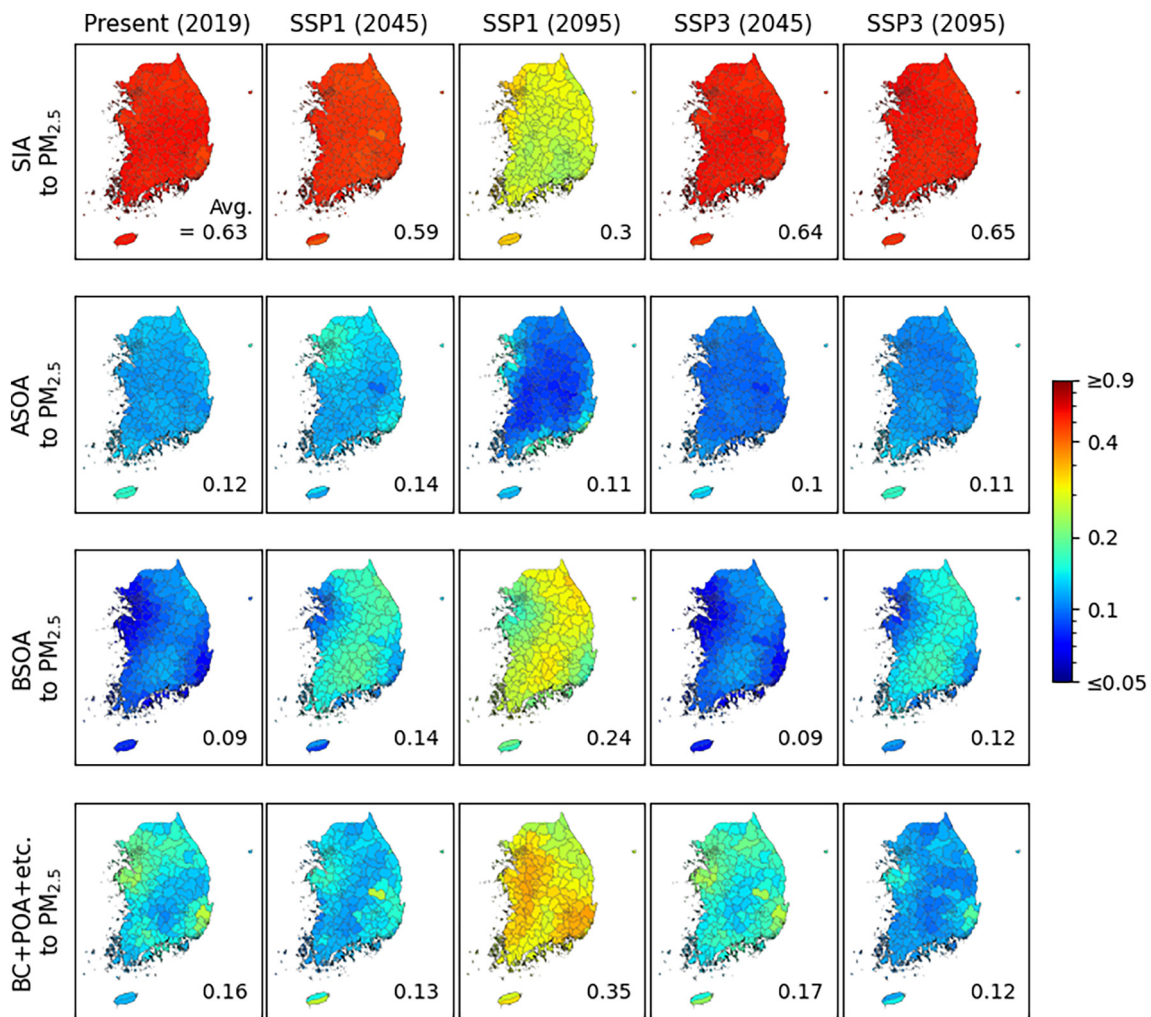 Present (2019) SSP1 (2045) SSP1 (2095) SSP3 (2045) SSP3 (2095)
SIA
to PM2.5
Avg.
= 0.63 0.59 0.3 0.64 0.65
ASOA
to PM2.5
0.12 0.14 0.11 0.1 0.11
BSOA
to PM2.5
0.09 0.14 0.24 0.09 0.12
BC+POA+etc.
to PM2.5
0.16 0.13 0.35 0.17 0.12
≥0.9
0.4
0.2
0.1
≤0.05